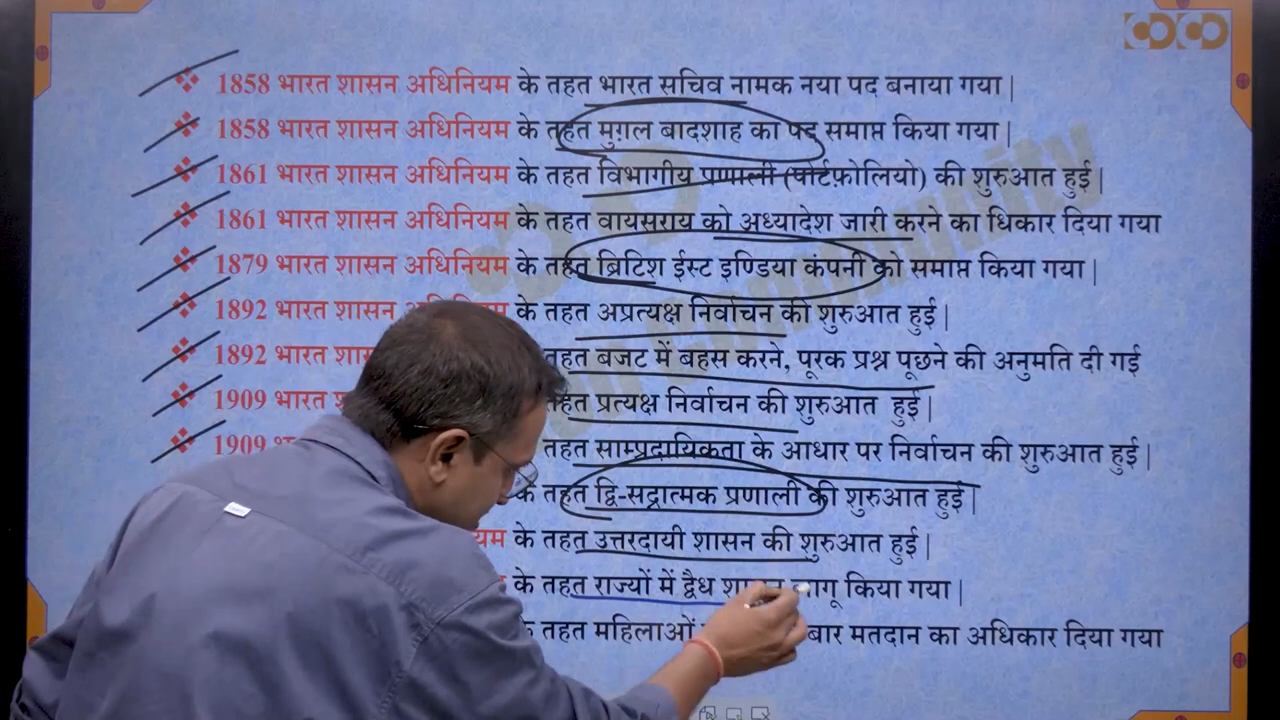 1858 भारत शासन अधिनियम के तहत भारत सचिव नामक नया पद बनाया गया |
1858 भारत शासन अधिनियम के तहत मुग़ल बादशाह का पद समाप्त किया गया |
1861 भारत शासन अधिनियम के तहत विभागीय प्रणाली (पोर्टफ़ोलियो) की शुरुआत हुई |
1861 भारत शासन अधिनियम के तहत वायसराय को अध्यादेश जारी करने का धिकार दिया गया
1879 भारत शासन अधिनियम के तहत ब्रिटिश ईस्ट इण्डिया कंपनी को समाप्त किया गया |
1892 भारत शासन के तहत अप्रत्यक्ष निर्वाचन की शुरुआत हुई |
1892 भारत तहत बजट में बहस करने, पूरक प्रश्न पूछने की अनुमति दी गई
1909 भारत तहत प्रत्यक्ष निर्वाचन की शुरुआत हुई |
1909 तहत साम्प्रदायिकता के आधार पर निर्वाचन की शुरुआत हुई |
के तहत द्वि-सद्नात्मक प्रणाली की शुरुआत हुई |
के तहत उत्तरदायी शासन की शुरुआत हुई |
के तहत राज्यों में द्वैध किया गया |
तहत महिलाओं बार मतदान का अधिकार दिया गया